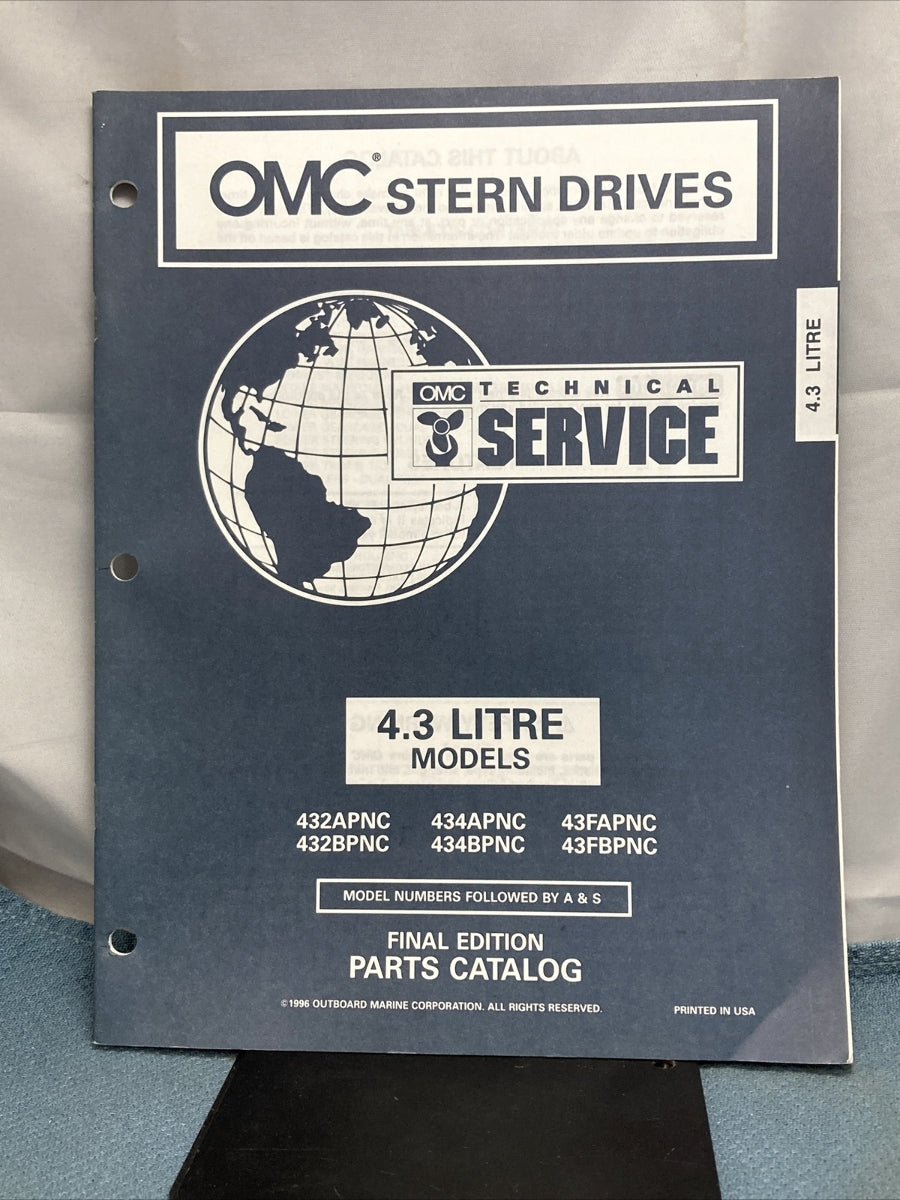 OMC® STERN DRIVES
4.3 LITRE
OMC TECHNICAL
SERVICE
4.3 LITRE
MODELS
432APNC 434APNC 43FAPNC
432BPNC 434BPNC 43FBPNC
MODEL NUMBERS FOLLOWED BY A & S
FINAL EDITION
PARTS CATALOG
©1996 OUTBOARD MARINE CORPORATION. ALL RIGHTS RESERVED.
PRINTED IN USA